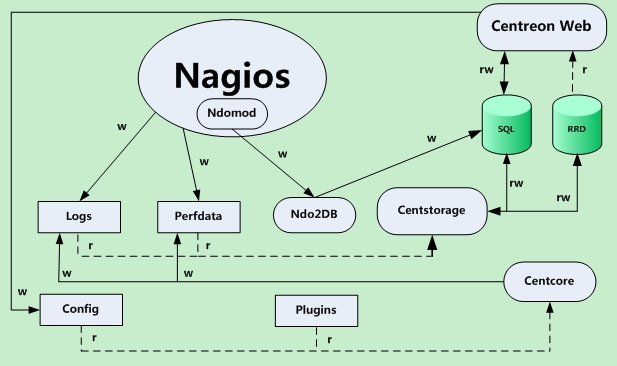 Centreon Web
Nagios
Ndomod
rw
r
SQL
RRD
w
w
w
w
rw
rw
Logs
Perfdata
Ndo2DB
Centstorage
r
r
w
w
Centcore
w
Config
Plugins
r
r